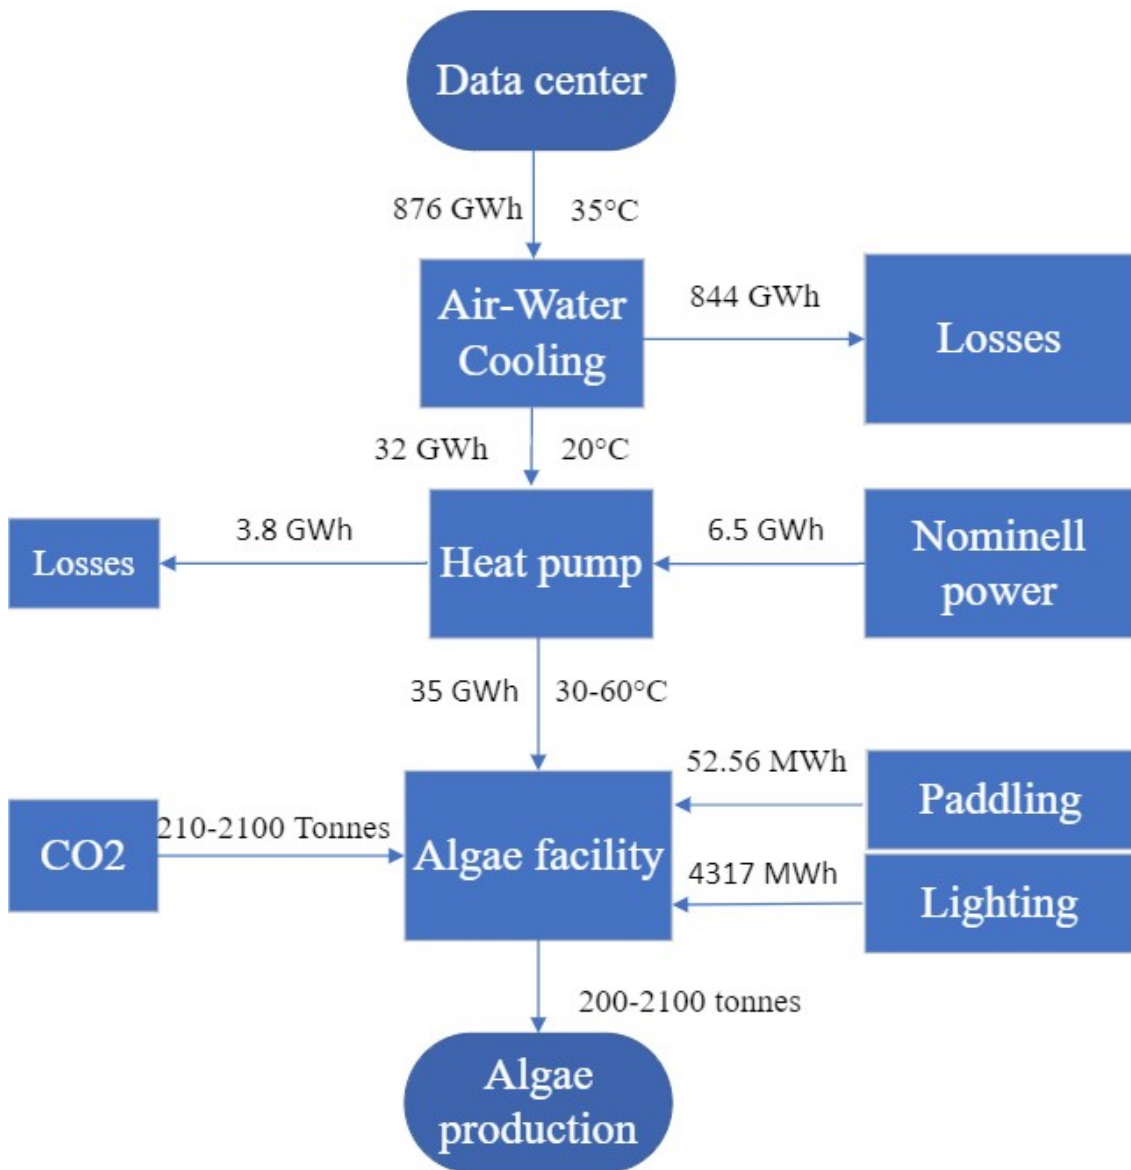 Data center
876 GWh
35°C
Air-Water
Cooling
844 GWh
Losses
32 GWh
20°C
Losses
3.8 GWh
Heat pump
6.5 GWh
Nominell
power
35 GWh
30-60°C
CO2
210-2100 Tonnes
Algae facility
52.56 MWh
Paddling
4317 MWh
Lighting
200-2100 tonnes
Algae
production